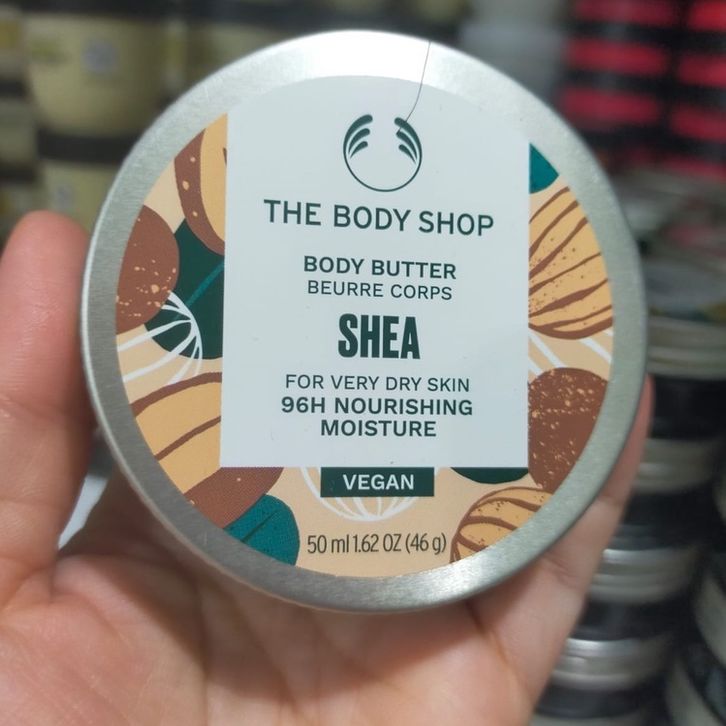 THE BODY SHOP
BODY BUTTER
BEURRE CORPS
SHEA
FOR VERY DRY SKIN
96H NOURISHING
MOISTURE
VEGAN
50 ml 1.62 OZ (46 g)